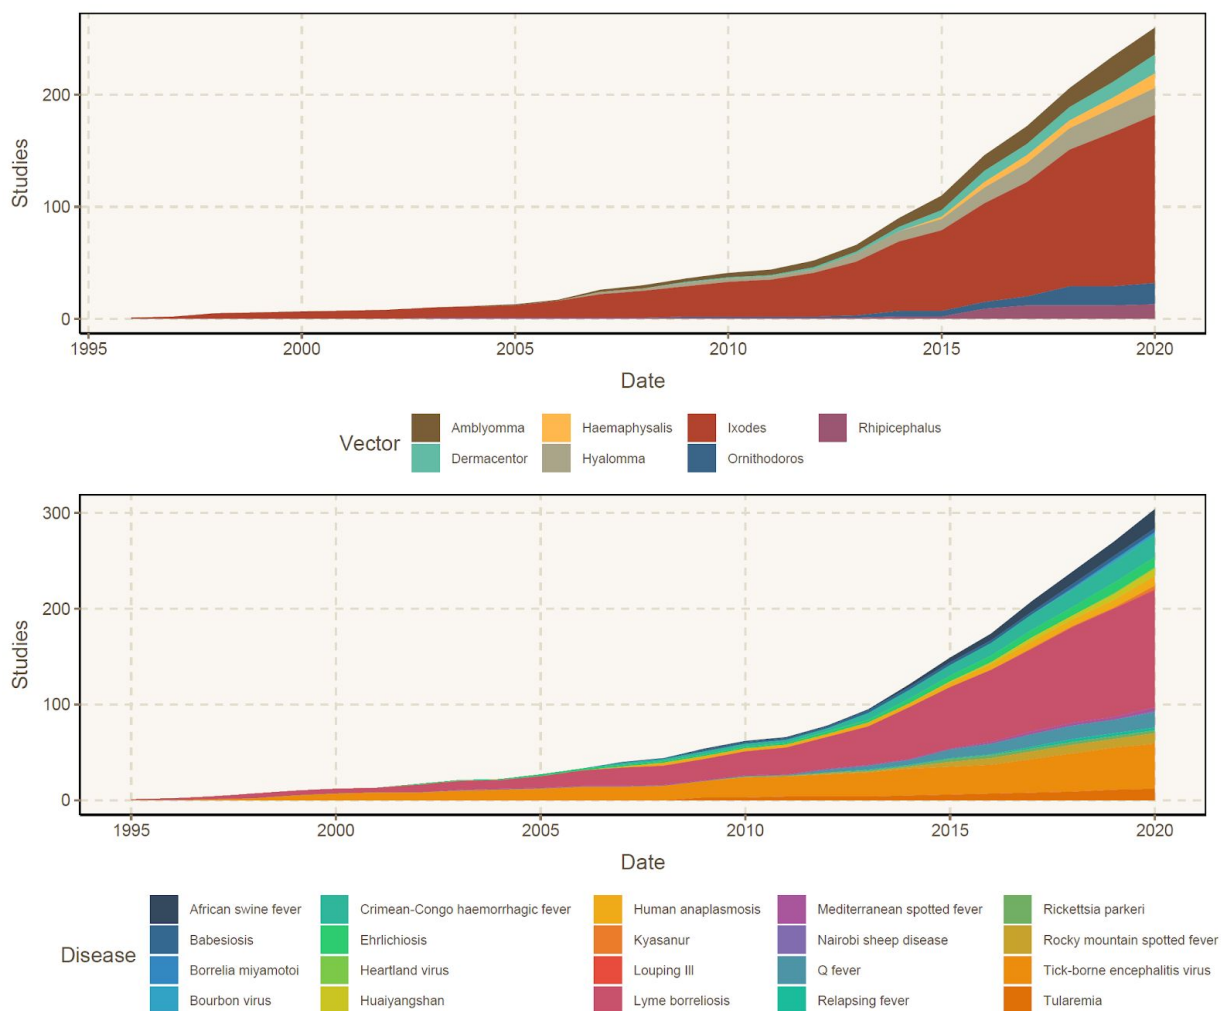 Studies
200
100
0
1995 2000 2005 2010 2015 2020
Date
Vector
Amblyomma Haemaphysalis Ixodes Rhipicephalus
Dermacentor Hyalomma Ornithodoros
Studies
300
200
100
0
1995 2000 2005 2010 2015 2020
Date
Disease
African swine fever Crimean-Congo haemorrhagic fever Human anaplasmosis Mediterranean spotted fever Rickettsia parkeri
Babesiosis Ehrlichiosis Kyasanur Nairobi sheep disease Rocky mountain spotted fever
Borrelia miyamotoi Heartland virus Louping Ill Q fever Tick-borne encephalitis virus
Bourbon virus Huaiyangshan Lyme borreliosis Relapsing fever Tularemia